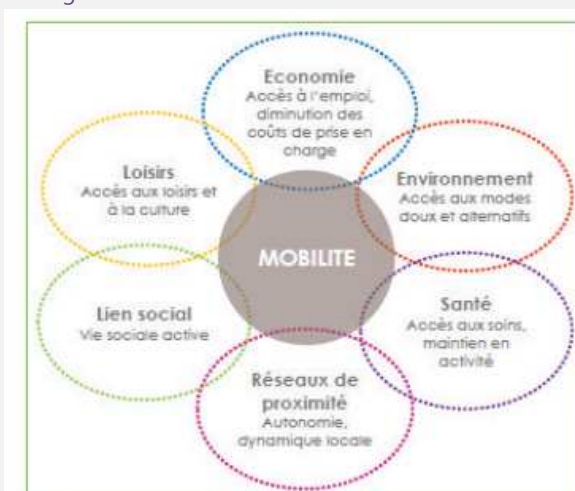 Economie
Accès à l'emploi,
diminution des
coûts de prise en
charge
Loisirs
Accès aux loisirs et
à la culture
Environnement
Accès aux modes
doux et alternatifs
MOBILITE
Lien social
Vie sociale active
Santé
Accès aux soins,
maintien en
activité
Réseaux de
proximité
Autonomie,
dynamique locale